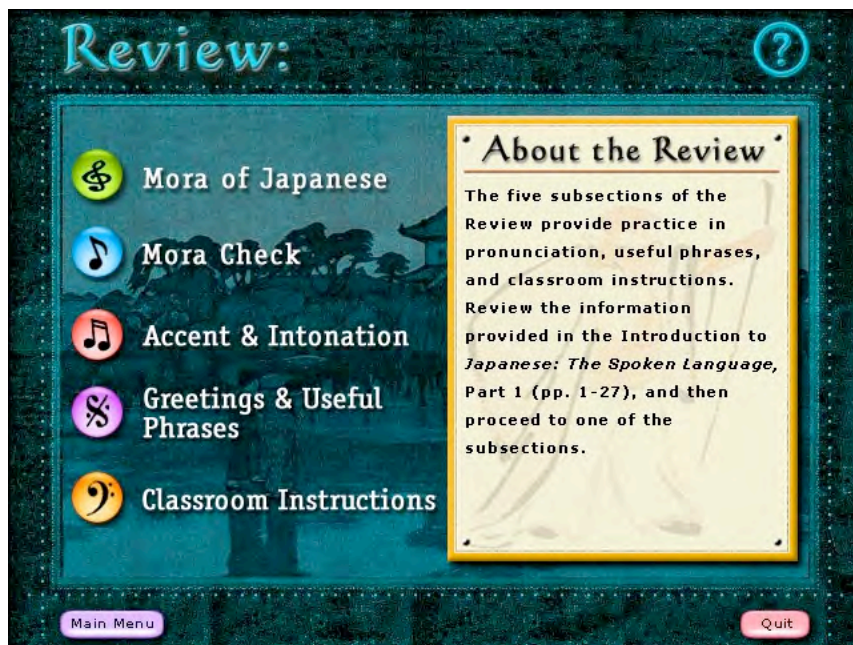 Review:
?
Mora of Japanese
Mora Check
Accent & Intonation
Greetings & Useful
Phrases
Classroom Instructions
About the Review
The five subsections of the
Review provide practice in
pronunciation, useful phrases,
and classroom instructions.
Review the information
provided in the Introduction to
Japanese: The Spoken Language,
Part 1 (pp. 1-27), and then
proceed to one of the
subsections.
Main Menu
Quit